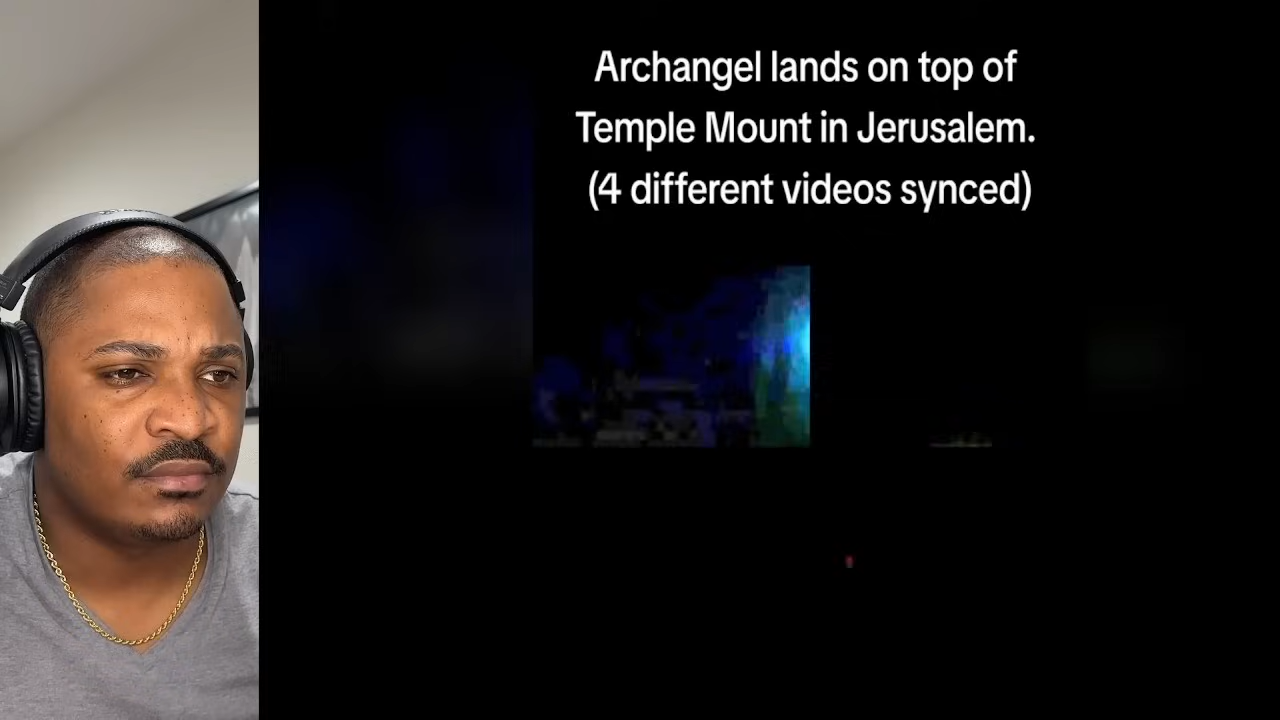 Archangel lands on top of
Temple Mount in Jerusalem.
(4 different videos synced)